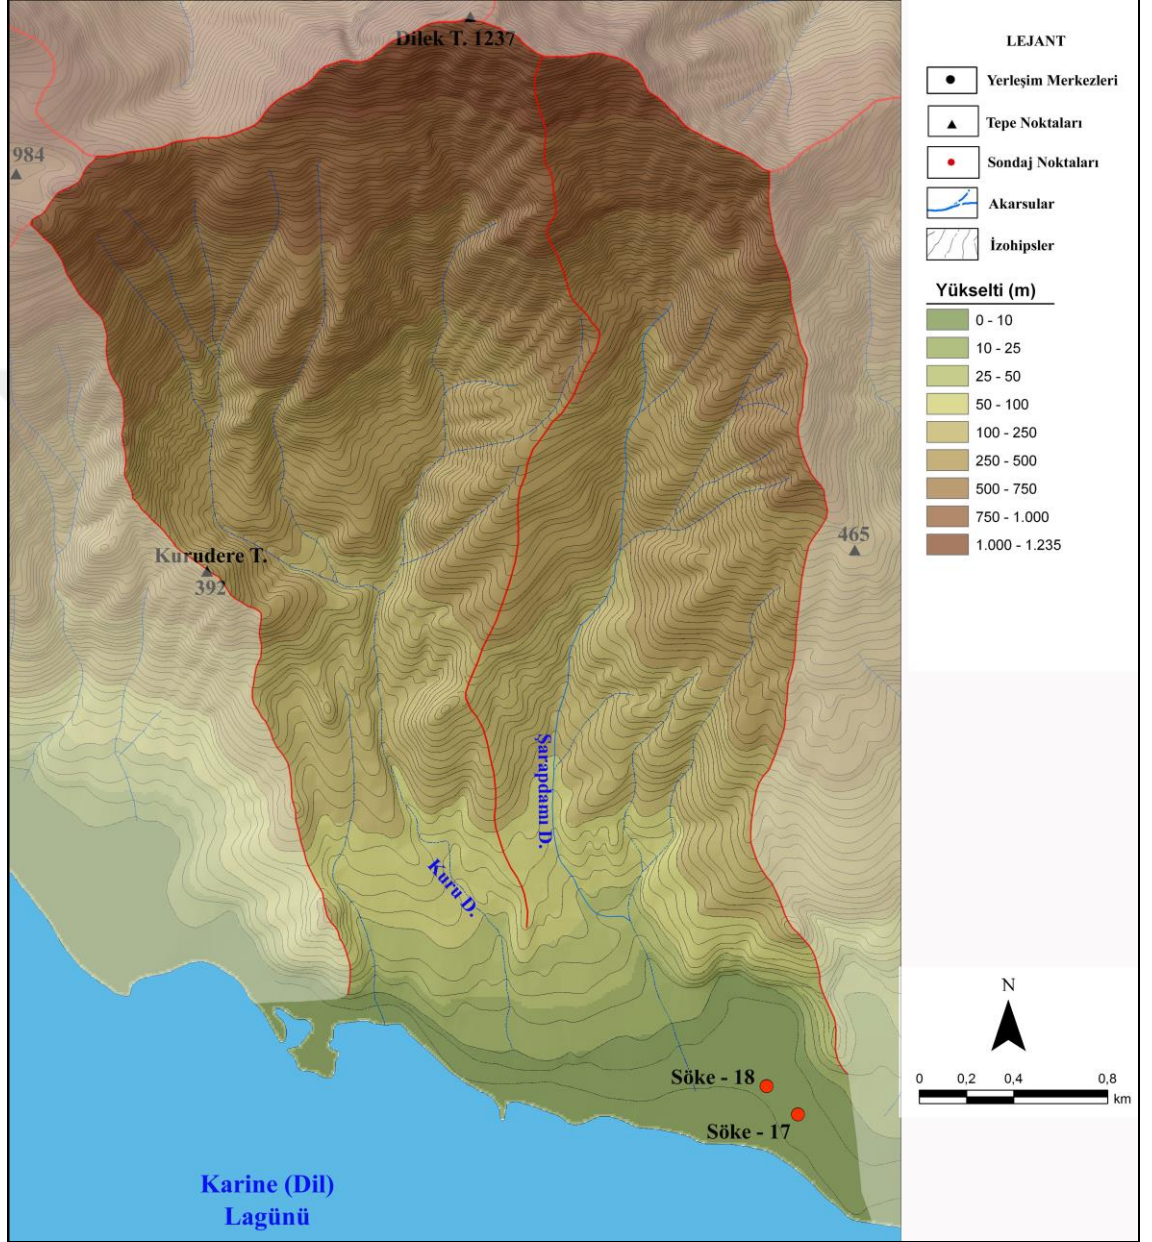 Dilek T. 1237
984
Kurudere T.
392
465
Şarapdamı D.
Kuru D.
Söke - 18
Söke - 17
Karine (Dil)
Lagünü
LEJANT
Yerleşim Merkezleri
Tepe Noktaları
Sondaj Noktaları
Akarsular
İzohipsler
Yükselti (m)
0 - 10
10 - 25
25 - 50
50 - 100
100 - 250
250 - 500
500 - 750
750 - 1.000
1.000 - 1.235
N
0 0,2 0,4 0,8
km